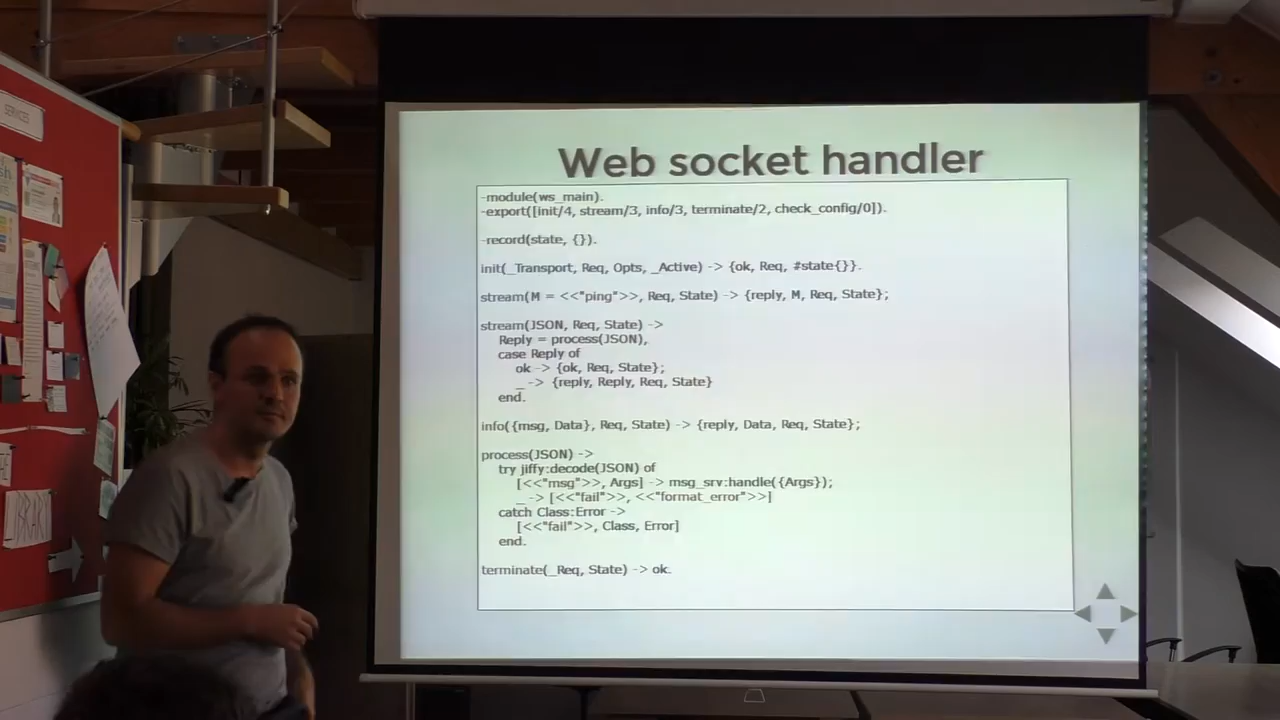 SERVICES
Web socket handler
-module(ws_main).
-export([init/4, stream/3, info/3, terminate/2, check_config/0]).
-record(state, {}).
init(_Transport, Req, Opts, _Active) -> {ok, Req, #state{}}.
stream(M = <<"ping">>, Req, State) -> {reply, M, Req, State};
stream(JSON, Req, State) ->
Reply = process(JSON),
case Reply of
ok -> {ok, Req, State};
_ -> {reply, Reply, Req, State}
end.
info({msg, Data}, Req, State) -> {reply, Data, Req, State};
process(JSON) ->
try jiffy:decode(JSON) of
[<<"msg">>, Args] -> msg_srv:handle({Args});
_ -> [<<"fail">>, <<"format_error">>]
catch Class:Error ->
[<<"fail">>, Class, Error]
end.
terminate(_Req, State) -> ok.
LIBRARY